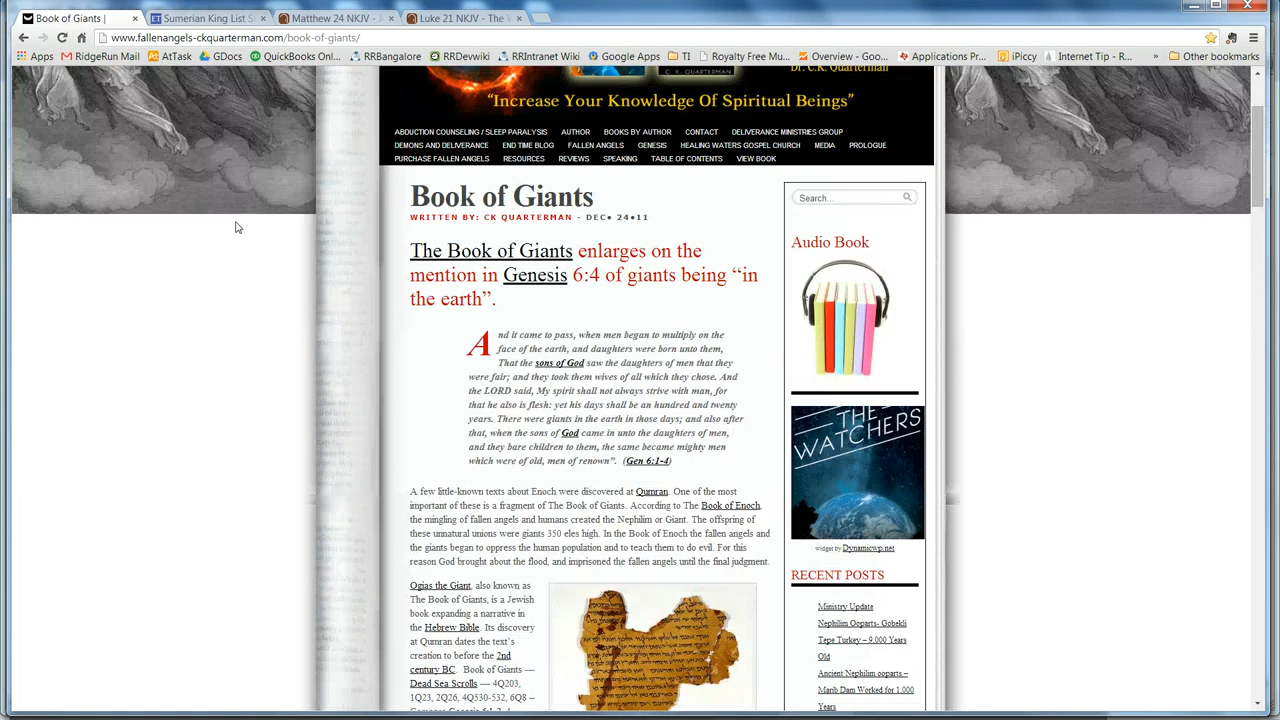 Book of Giants |
Sumerian King List S
Matthew 24 NKJV - J
Luke 21 NKJV - The V
www.fallenangels-ckquarterman.com/book-of-giants/
Apps
RidgeRun Mail
AtTask
GDocs
QuickBooks Onl...
RRBangalore
RRDevwiki
RRIntranet Wiki
Google Apps
TI
Royalty Free Mu...
Overview - Goo...
Applications Pr...
iPiccy
Internet Tip - R...
»
Other bookmarks
C. K. QUARTERMAN
Dr. C.K. Quarterman
“Increase Your Knowledge Of Spiritual Beings”
ABDUCTION COUNSELING / SLEEP PARALYSIS AUTHOR BOOKS BY AUTHOR CONTACT DELIVERANCE MINISTRIES GROUP
DEMONS AND DELIVERANCE END TIME BLOG FALLEN ANGELS GENESIS HEALING WATERS GOSPEL CHURCH MEDIA PROLOGUE
PURCHASE FALLEN ANGELS RESOURCES REVIEWS SPEAKING TABLE OF CONTENTS VIEW BOOK
Book of Giants
WRITTEN BY: CK QUARTERMAN - DEC• 24•11
The Book of Giants enlarges on the
mention in Genesis 6:4 of giants being “in
the earth”.
And it came to pass, when men began to multiply on the
face of the earth, and daughters were born unto them,
That the sons of God saw the daughters of men that they
were fair; and they took them wives of all which they chose. And
the LORD said, My spirit shall not always strive with man, for
that he also is flesh: yet his days shall be an hundred and twenty
years. There were giants in the earth in those days; and also after
that, when the sons of God came in unto the daughters of men,
and they bare children to them, the same became mighty men
which were of old, men of renown”. (Gen 6:1-4)
A few little-known texts about Enoch were discovered at Qumran. One of the most
important of these is a fragment of The Book of Giants. According to The Book of Enoch,
the mingling of fallen angels and humans created the Nephilim or Giant. The offspring of
these unnatural unions were giants 350 eles high. In the Book of Enoch the fallen angels and
the giants began to oppress the human population and to teach them to do evil. For this
reason God brought about the flood, and imprisoned the fallen angels until the final judgment.
Ogias the Giant, also known as
The Book of Giants, is a Jewish
book expanding a narrative in
the Hebrew Bible. Its discovery
at Qumran dates the text’s
creation to before the 2nd
century BC. Book of Giants —
Dead Sea Scrolls — 4Q203,
1Q23, 2Q26, 4Q530-532, 6Q8 –
Search...
Audio Book
THE
WATCHERS
widget by Dynamicwp.net
RECENT POSTS
Ministry Update
Nephilim Ooparts- Gobekli
Tepe Turkey – 9,000 Years
Old
Ancient Nephilim ooparts –
Marib Dam Worked for 1,000
Years